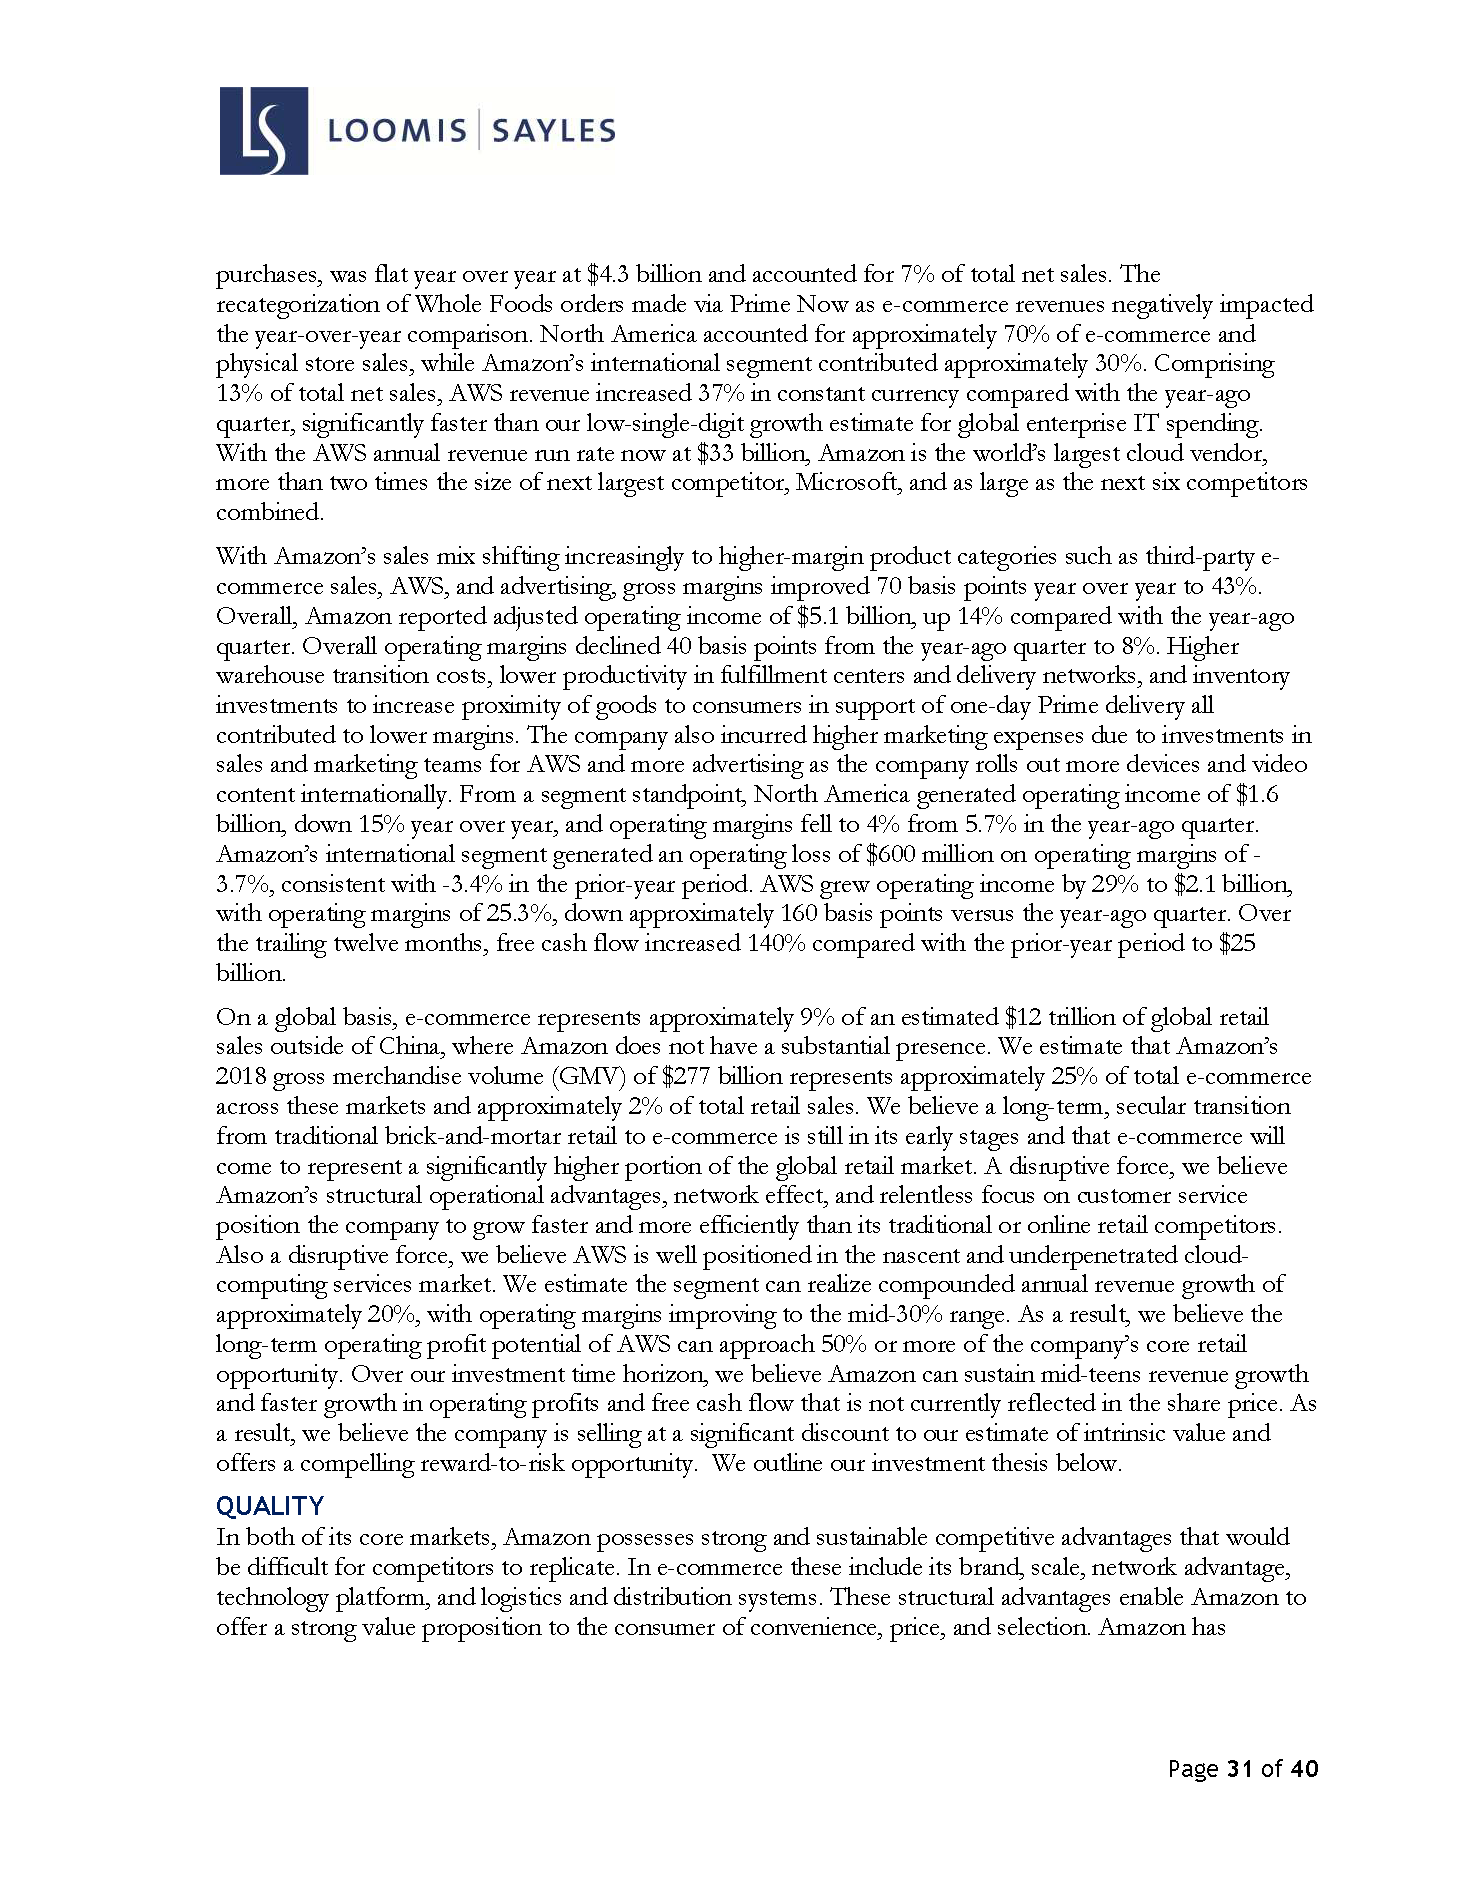 LS LOOMIS | SAYLES
purchases, was flat year over year at $4.3 billion and accounted for 7% of total net sales. The
recategorization of Whole Foods orders made via Prime Now as e-commerce revenues negatively impacted
the year-over-year comparison. North America accounted for approximately 70% of e-commerce and
physical store sales, while Amazon’s international segment contributed approximately 30%. Comprising
13% of total net sales, AWS revenue increased 37% in constant currency compared with the year-ago
quarter, significantly faster than our low-single-digit growth estimate for global enterprise IT spending.
With the AWS annual revenue run rate now at $33 billion, Amazon is the world’s largest cloud vendor,
more than two times the size of next largest competitor, Microsoft, and as large as the next six competitors
combined.
With Amazon’s sales mix shifting increasingly to higher-margin product categories such as third-party e-
commerce sales, AWS, and advertising, gross margins improved 70 basis points year over year to 43%.
Overall, Amazon reported adjusted operating income of $5.1 billion, up 14% compared with the year-ago
quarter. Overall operating margins declined 40 basis points from the year-ago quarter to 8%. Higher
warehouse transition costs, lower productivity in fulfillment centers and delivery networks, and inventory
investments to increase proximity of goods to consumers in support of one-day Prime delivery all
contributed to lower margins. The company also incurred higher marketing expenses due to investments in
sales and marketing teams for AWS and more advertising as the company rolls out more devices and video
content internationally. From a segment standpoint, North America generated operating income of $1.6
billion, down 15% year over year, and operating margins fell to 4% from 5.7% in the year-ago quarter.
Amazon’s international segment generated an operating loss of $600 million on operating margins of -
3.7%, consistent with -3.4% in the prior-year period. AWS grew operating income by 29% to $2.1 billion,
with operating margins of 25.3%, down approximately 160 basis points versus the year-ago quarter. Over
the trailing twelve months, free cash flow increased 140% compared with the prior-year period to $25
billion.
On a global basis, e-commerce represents approximately 9% of an estimated $12 trillion of global retail
sales outside of China, where Amazon does not have a substantial presence. We estimate that Amazon’s
2018 gross merchandise volume (GMV) of $277 billion represents approximately 25% of total e-commerce
across these markets and approximately 2% of total retail sales. We believe a long-term, secular transition
from traditional brick-and-mortar retail to e-commerce is still in its early stages and that e-commerce will
come to represent a significantly higher portion of the global retail market. A disruptive force, we believe
Amazon’s structural operational advantages, network effect, and relentless focus on customer service
position the company to grow faster and more efficiently than its traditional or online retail competitors.
Also a disruptive force, we believe AWS is well positioned in the nascent and underpenetrated cloud-
computing services market. We estimate the segment can realize compounded annual revenue growth of
approximately 20%, with operating margins improving to the mid-30% range. As a result, we believe the
long-term operating profit potential of AWS can approach 50% or more of the company’s core retail
opportunity. Over our investment time horizon, we believe Amazon can sustain mid-teens revenue growth
and faster growth in operating profits and free cash flow that is not currently reflected in the share price. As
a result, we believe the company is selling at a significant discount to our estimate of intrinsic value and
offers a compelling reward-to-risk opportunity.  We outline our investment thesis below.
QUALITY
In both of its core markets, Amazon possesses strong and sustainable competitive advantages that would
be difficult for competitors to replicate. In e-commerce these include its brand, scale, network advantage,
technology platform, and logistics and distribution systems. These structural advantages enable Amazon to
offer a strong value proposition to the consumer of convenience, price, and selection. Amazon has
Page 31 of 40